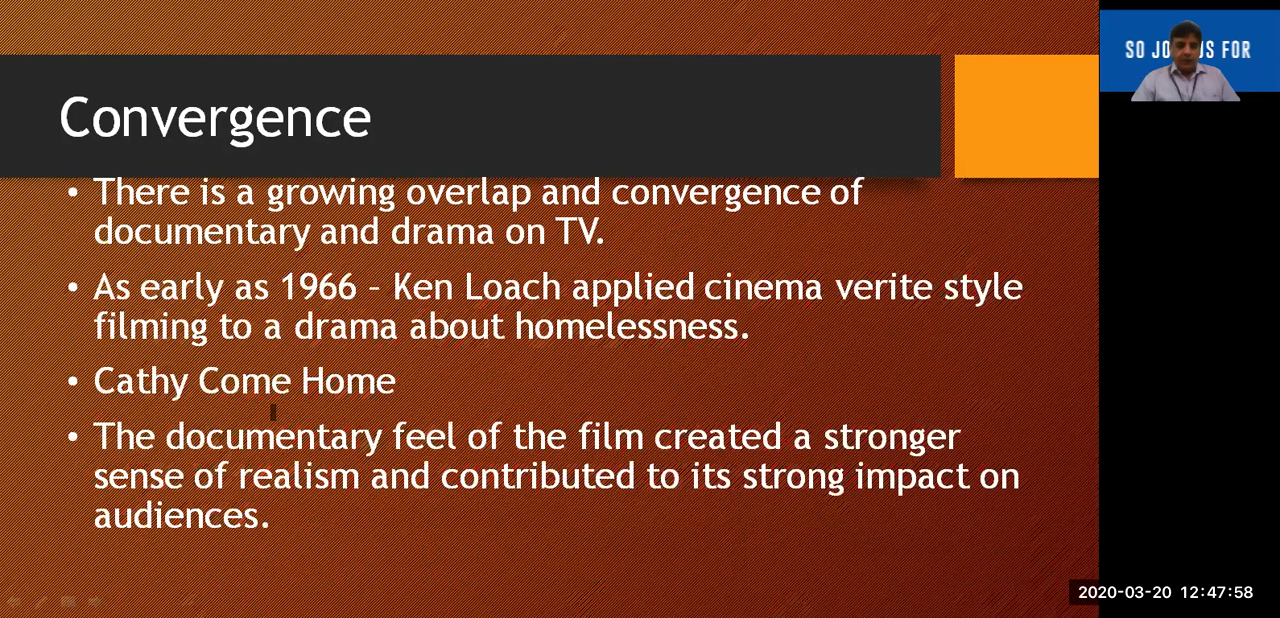 SO JO US FOR
Convergence
• There is a growing overlap and convergence of
documentary and drama on TV.
• As early as 1966 – Ken Loach applied cinema verite style
filming to a drama about homelessness.
• Cathy Come Home
• The documentary feel of the film created a stronger
sense of realism and contributed to its strong impact on
audiences.
2020-03-20 12:47:58